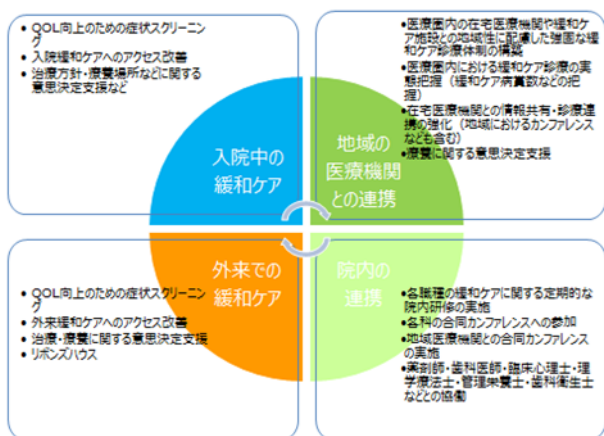 ● QOL向上のための症状スクリーニン
グ
● 入院緩和ケアへのアクセス改善
● 治療方針・療養場所などに関する
意思決定支援など
●医療圏内の在宅医療機関や緩和ケ
ア施設との地域性に配慮した強固な緩
和ケア診療体制の構築
●医療圏内における緩和ケア診療の実
態把握（緩和ケア病賓数などの把
握）
●在宅医療機関との情報共有・診療連
携の強化（地域におけるカンファレンス
なども含む）
●療養に関する意思決定支援
入院中の
緩和ケア
地域の
医療機関
との連携
外来での
緩和ケア
院内の
連携
● QOL向上のための症状スクリーニン
グ
● 外来緩和ケアへのアクセス改善
● 治療・療養に関する意思決定支援
● リボンズハウス
● 各職種の緩和ケアに関する定期的な
院内研修の実施
● 各科の合同カンファレンスへの参加
● 地域医療機関との合同カンファレンス
の実施
● 薬剤師・歯科医師・臨床心理士・理
学療法士・管理栄養士・歯科衛生士
などとの協働